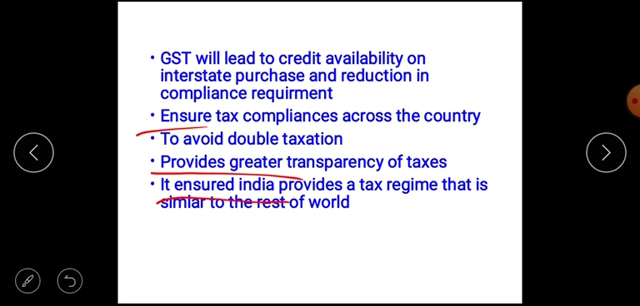 • GST will lead to credit availability on
interstate purchase and reduction in
compliance requirment
• Ensure tax compliances across the country
• To avoid double taxation
• Provides greater transparency of taxes
• It ensured india provides a tax regime that is
simlar to the rest of world